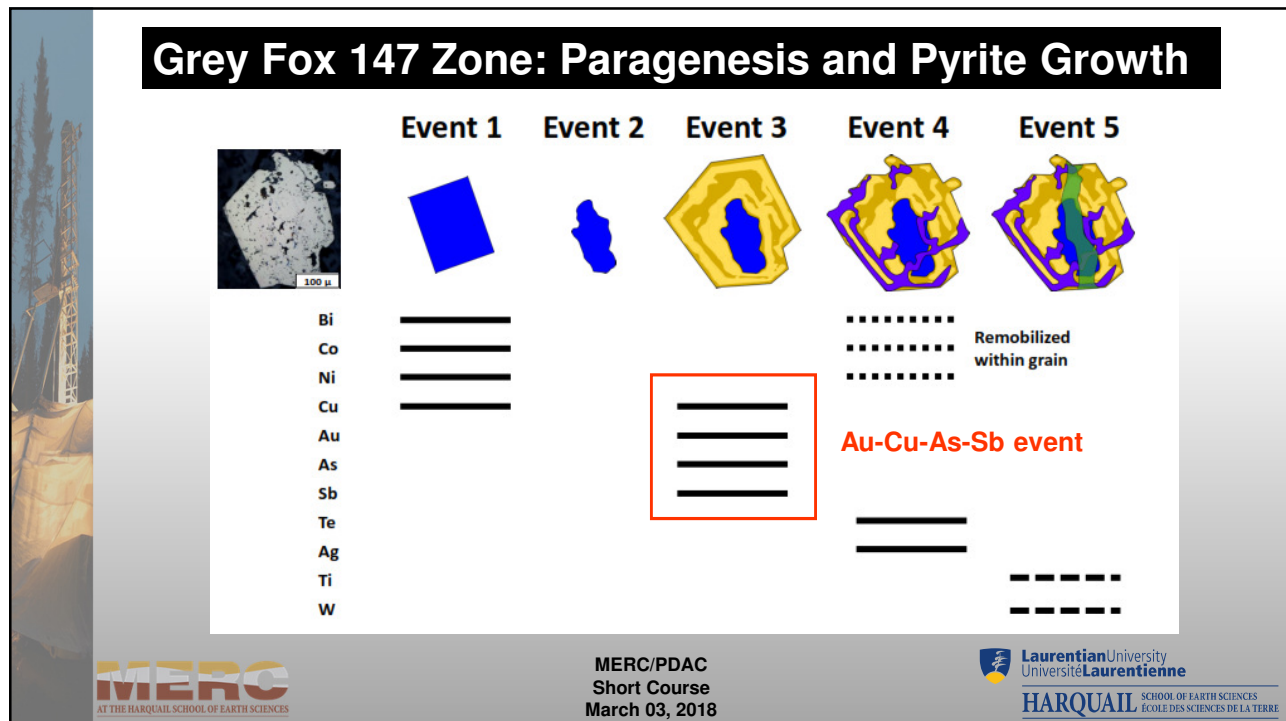 Grey Fox 147 Zone: Paragenesis and Pyrite Growth
Event 1 Event 2 Event 3 Event 4 Event 5
100 µ
Bi
Co
Ni
Cu
Au
As
Sb
Te
Ag
Ti
W
Remobilized
within grain
Au-Cu-As-Sb event
MERC
AT THE HARQUAIL SCHOOL OF EARTH SCIENCES
MERC/PDAC
Short Course
March 03, 2018
LaurentianUniversity
UniversitéLaurentienne
HARQUAIL SCHOOL OF EARTH SCIENCES
ÉCOLE DES SCIENCES DE LA TERRE